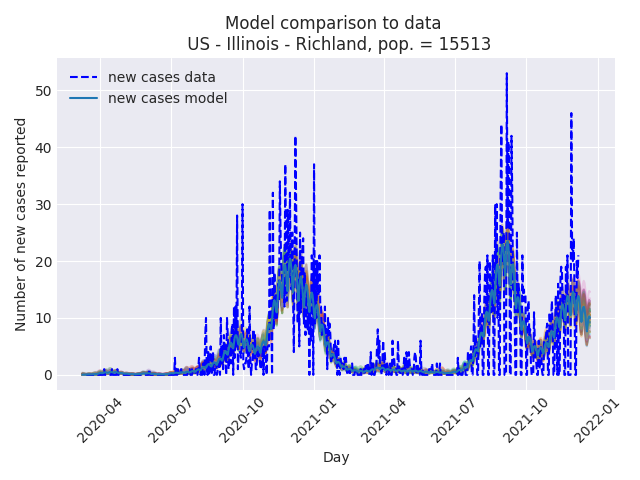 Model comparison to data
US - Illinois - Richland, pop. = 15513
new cases data
new cases model
Number of new cases reported
50
40
30
20
10
0
2020-04
2020-07
2020-10
2021-01
2021-04
2021-07
2021-10
2022-01
Day